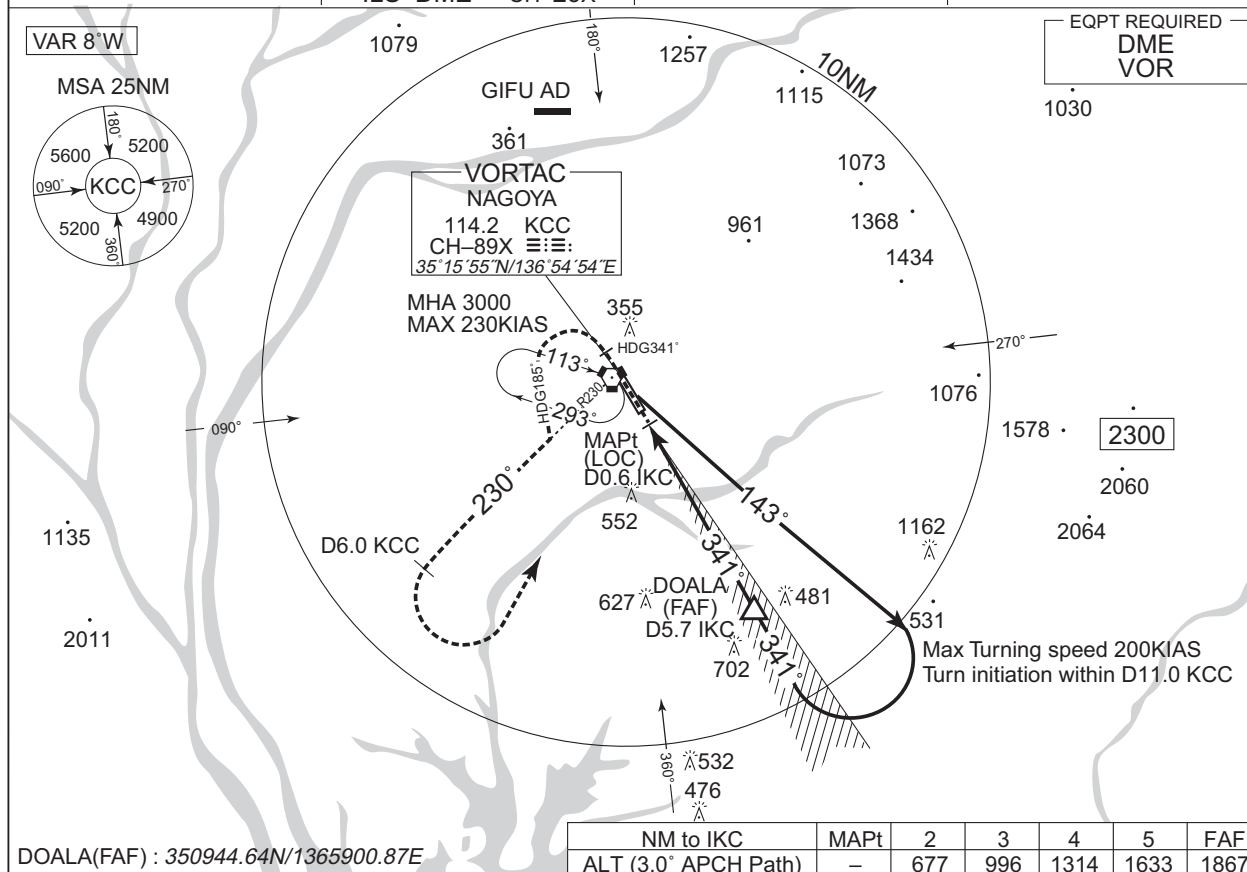 VAR 8°W
EQPT REQUIRED
DME
VOR
MSA 25NM
180°
5600
5200
090°
KCC
270°
5200
4900
360°
1079
180°
1257
10NM
1115
1030
GIFU AD
361
1073
1368
961
1434
VORTAC
NAGOYA
114.2 KCC
CH–89X
35°15´55˝N/136°54´54˝E
MHA 3000
MAX 230KIAS
355
HDG341°
113°
HDG185°
R230
293°
270°
1076
090°
1578
2300
MAPt
(LOC)
D0.6 IKC
2060
230°
143°
552
2064
1135
1162
D6.0 KCC
341°
DOALA
(FAF)
D5.7 IKC
627
481
531
2011
702
341°
Max Turning speed 200KIAS
Turn initiation within D11.0 KCC
360°
532
476
DOALA(FAF) : 350944.64N/1365900.87E
NM to IKC MAPt 2 3 4 5 FAF
ALT (3.0° APCH Path) – 677 996 1314 1633 1867